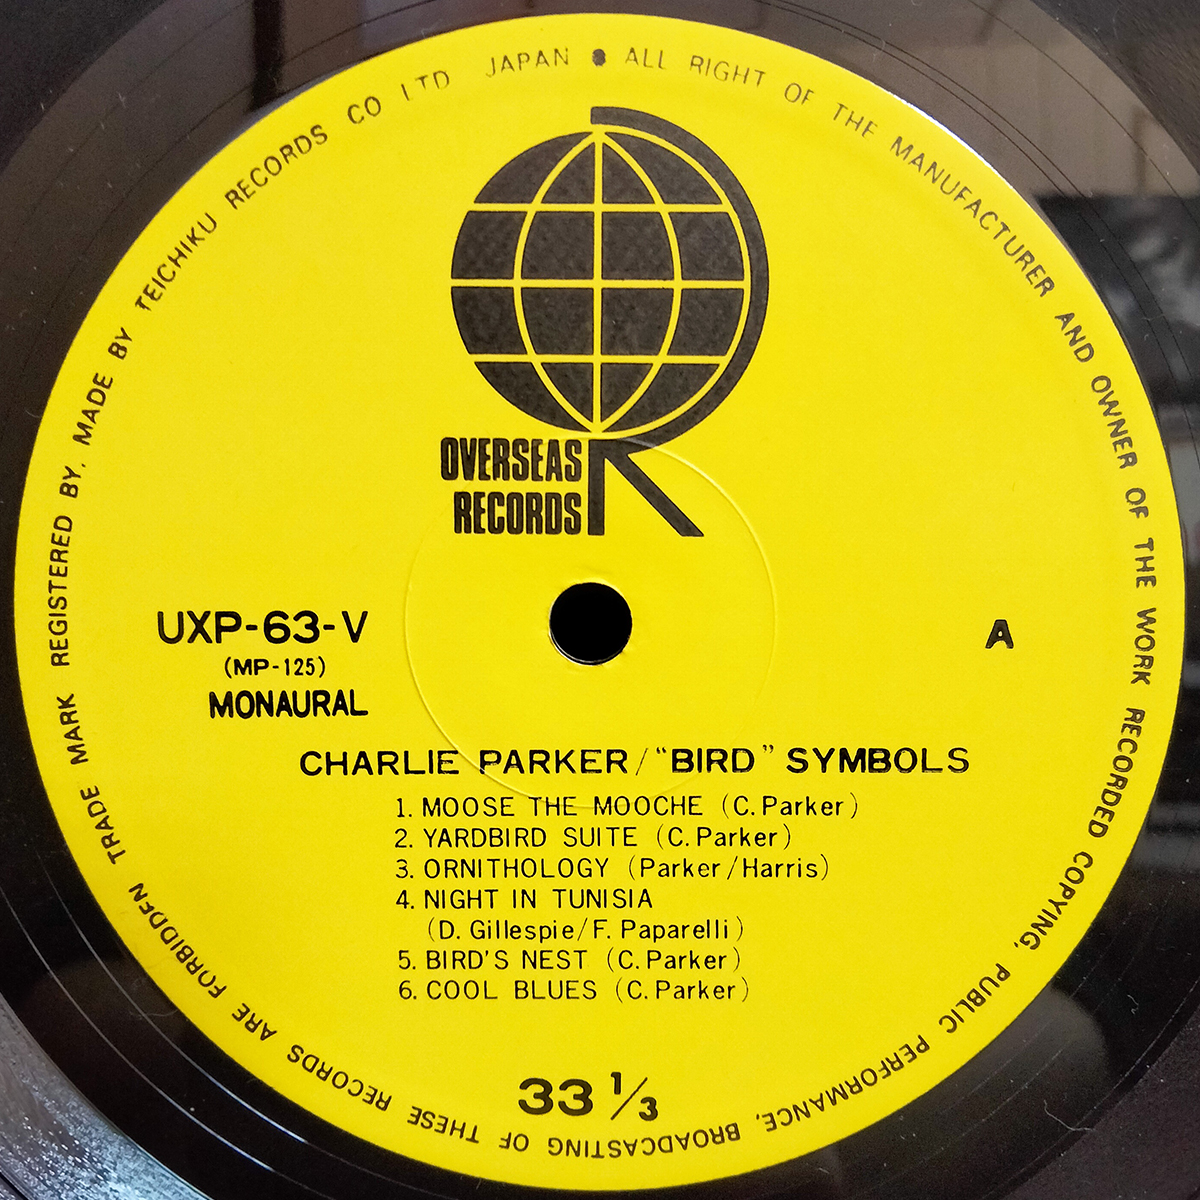 TRADE MARK REGISTERED BY, MADE BY TEICHIKU RECORDS CO LTD JAPAN ● ALL RIGHT OF THE MANUFACTURER AND OWNER OF THE WORK RECORDED COPYING, PUBLIC PERFORMANCE, BROADCASTING OF THESE RECORDS ARE FORBIDDEN
OVERSEAS
RECORDS
UXP-63-V
(MP-125)
MONAURAL
A
CHARLIE PARKER/"BIRD" SYMBOLS
1. MOOSE THE MOOCHE (C. Parker)
2. YARDBIRD SUITE (C. Parker)
3. ORNITHOLOGY (Parker/Harris)
4. NIGHT IN TUNISIA
(D. Gillespie/F. Paparelli)
5. BIRD'S NEST (C. Parker)
6. COOL BLUES (C. Parker)
33 1/3